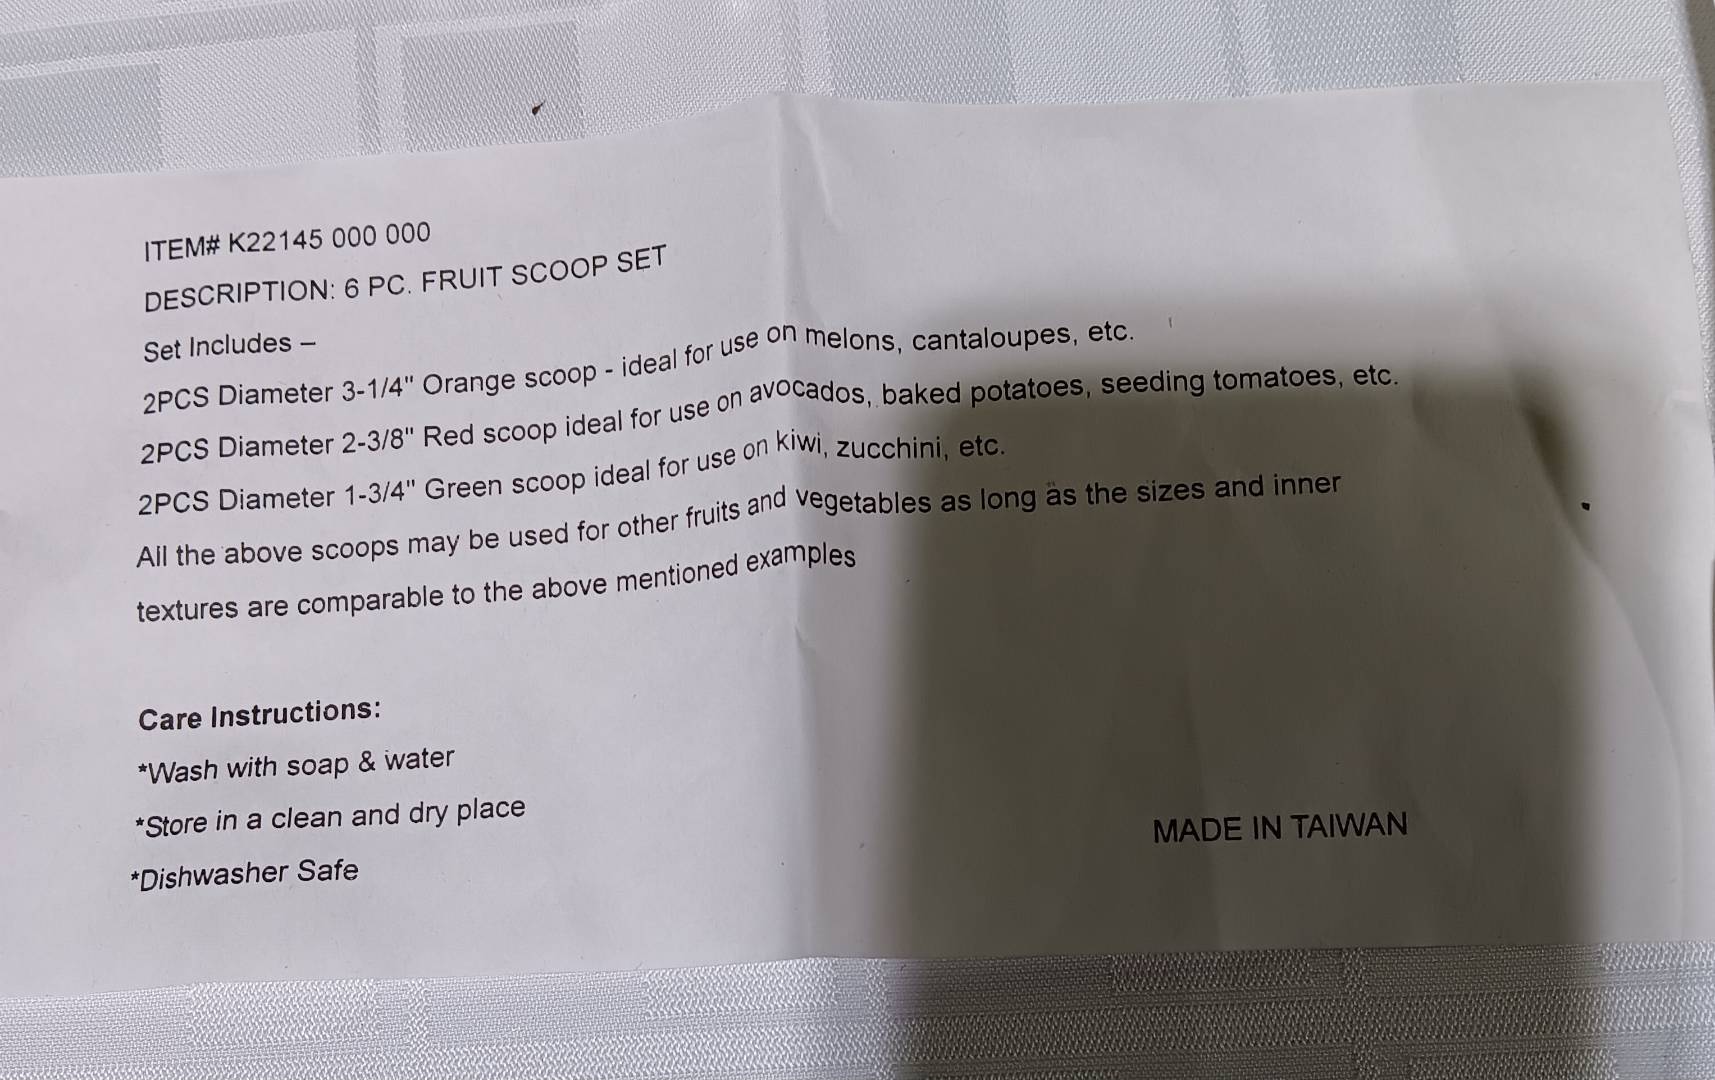 ITEM# K22145 000 000
DESCRIPTION: 6 PC. FRUIT SCOOP SET
Set Includes –
2PCS Diameter 3-1/4" Orange scoop - ideal for use on melons, cantaloupes, etc.
2PCS Diameter 2-3/8" Red scoop ideal for use on avocados, baked potatoes, seeding tomatoes, etc.
2PCS Diameter 1-3/4" Green scoop ideal for use on kiwi, zucchini, etc.
All the above scoops may be used for other fruits and vegetables as long as the sizes and inner
textures are comparable to the above mentioned examples
Care Instructions:
*Wash with soap & water
*Store in a clean and dry place
*Dishwasher Safe
MADE IN TAIWAN